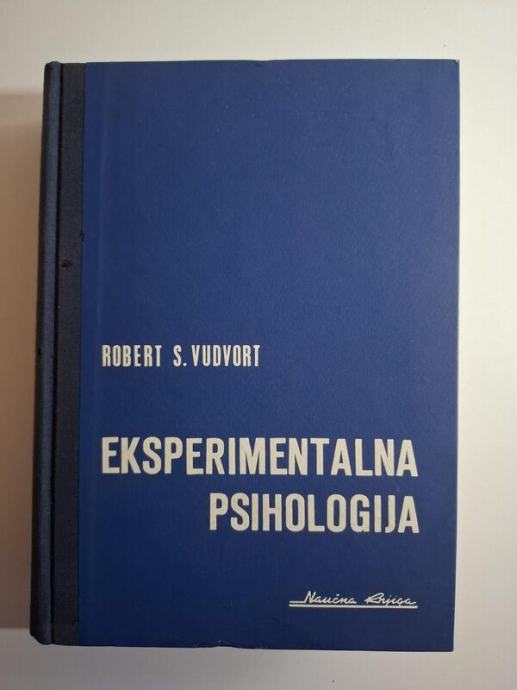 ROBERT S. VUDVORT
EKSPERIMENTALNA
PSIHOLOGIJA
Naučna Knjiga